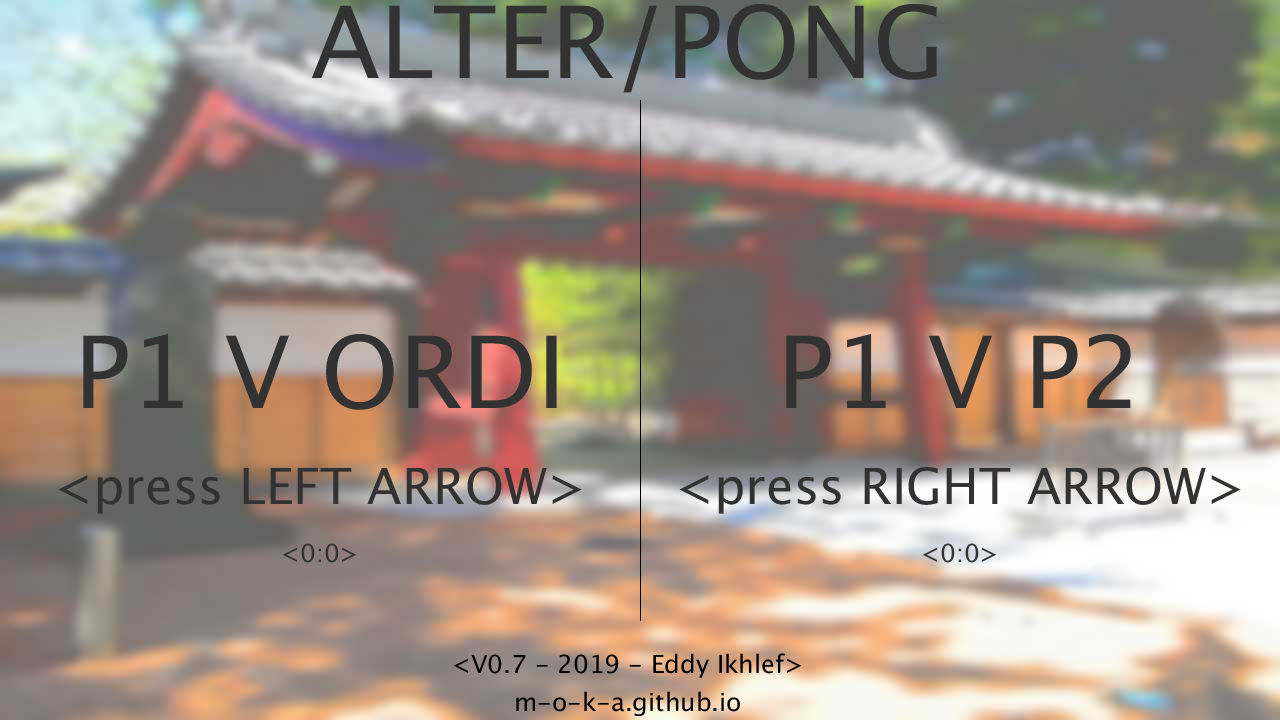 ALTER/PONG
P1 V ORDI
<press LEFT ARROW>
<0:0>
P1 V P2
<press RIGHT ARROW>
<0:0>
<V0.7 - 2019 - Eddy Ikhlef>
m-o-k-a.github.io